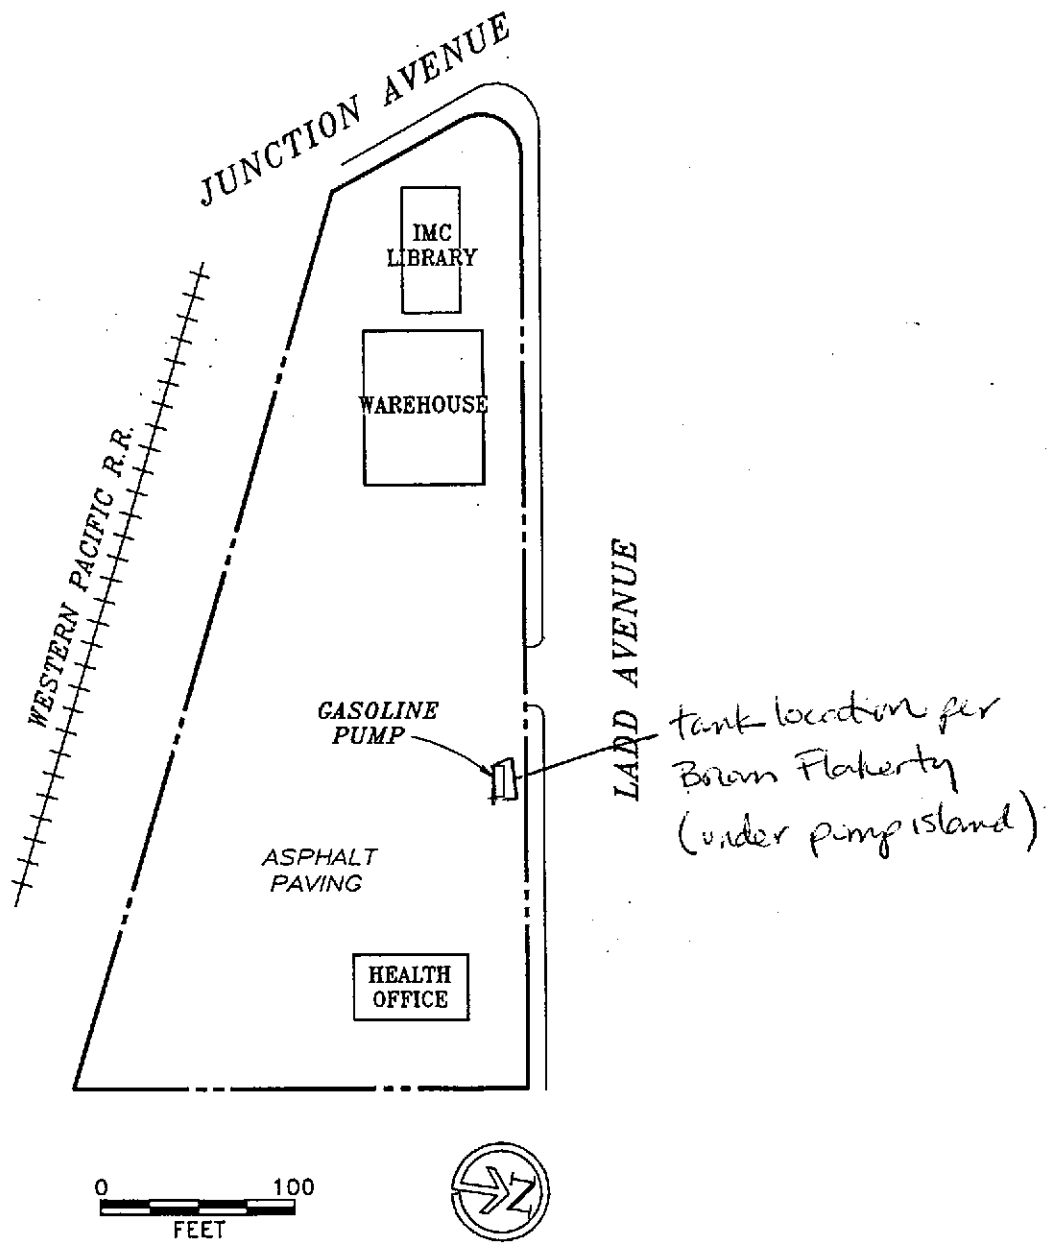 JUNCTION AVENUE
IMC
LIBRARY
WAREHOUSE
WESTERN PACIFIC R.R.
LADD AVENUE
GASOLINE
PUMP
tank location per
Brian Flaherty
(under pump island)
ASPHALT
PAVING
HEALTH
OFFICE
0 100
FEET
N